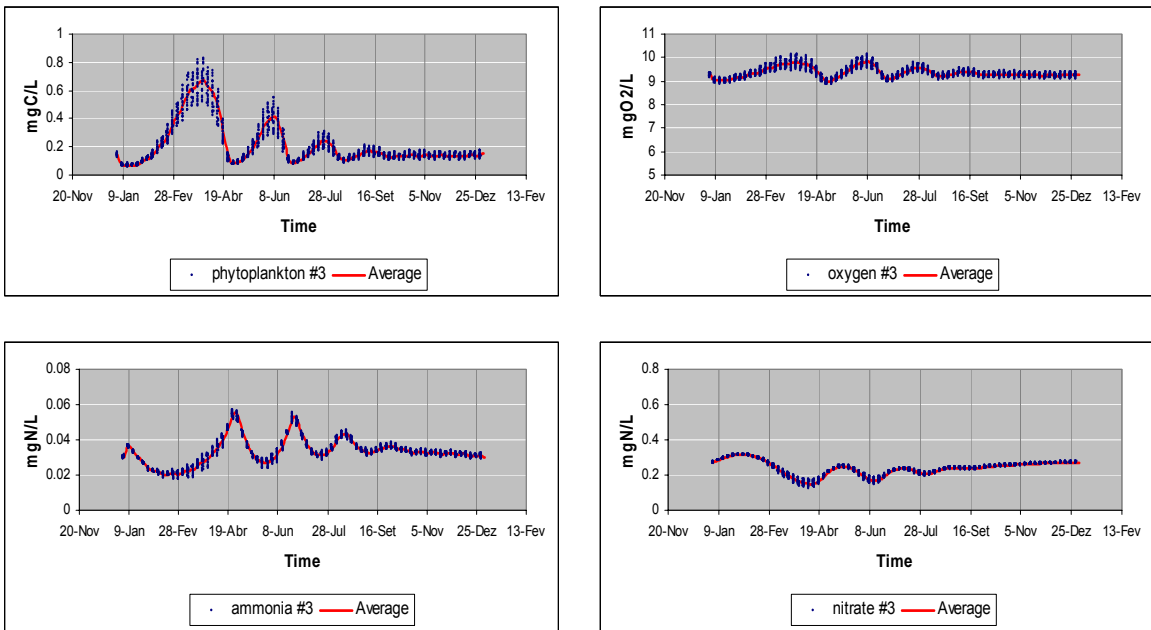 1
0.8
0.6
0.4
0.2
0
mgC/L
20-Nov 9-Jan 28-Fev 19-Abr 8-Jun 28-Jul 16-Set 5-Nov 25-Dez 13-Fev
Time
phytoplankton #3 Average
11
10
9
8
7
6
5
mgO2/L
20-Nov 9-Jan 28-Fev 19-Abr 8-Jun 28-Jul 16-Set 5-Nov 25-Dez 13-Fev
Time
oxygen #3 Average
0.08
0.06
0.04
0.02
0
mgN/L
20-Nov 9-Jan 28-Fev 19-Abr 8-Jun 28-Jul 16-Set 5-Nov 25-Dez 13-Fev
Time
ammonia #3 Average
0.8
0.6
0.4
0.2
0
mgN/L
20-Nov 9-Jan 28-Fev 19-Abr 8-Jun 28-Jul 16-Set 5-Nov 25-Dez 13-Fev
Time
nitrate #3 Average